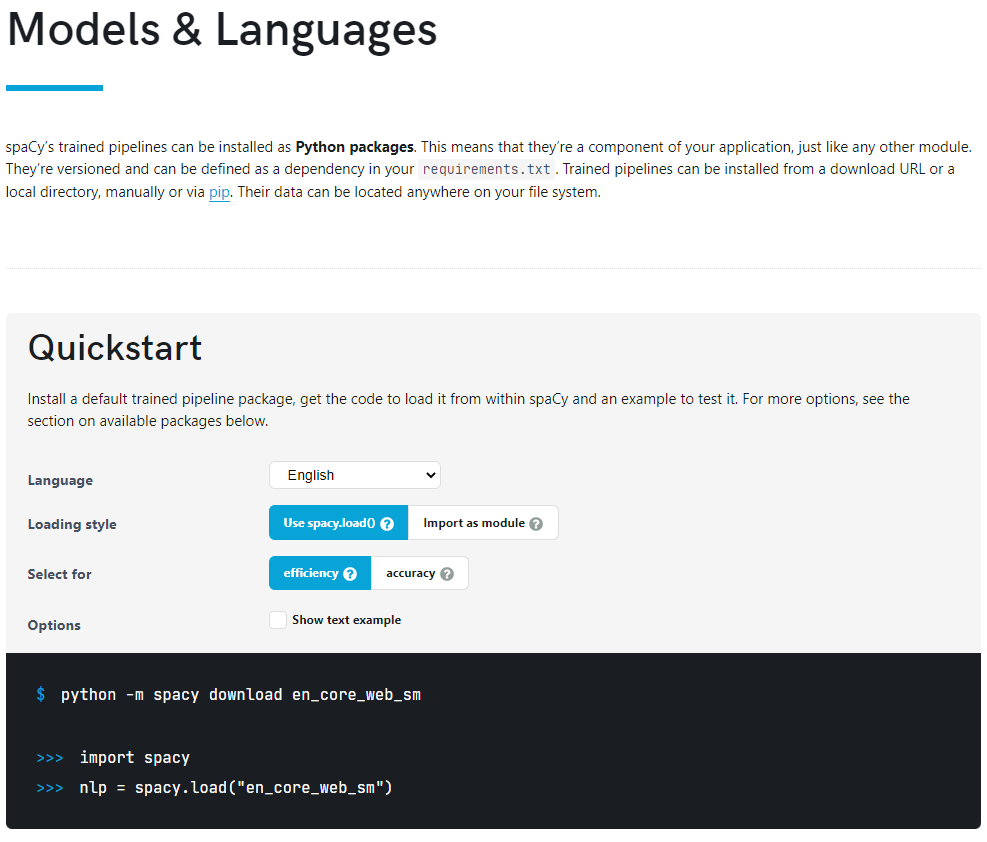 Models & Languages
spaCy’s trained pipelines can be installed as Python packages. This means that they’re a component of your application, just like any other module.
They’re versioned and can be defined as a dependency in your requirements.txt. Trained pipelines can be installed from a download URL or a
local directory, manually or via pip. Their data can be located anywhere on your file system.
Quickstart
Install a default trained pipeline package, get the code to load it from within spaCy and an example to test it. For more options, see the
section on available packages below.
Language English
Loading style Use spacy.load() ? Import as module ?
Select for efficiency ? accuracy ?
Options Show text example
$ python -m spacy download en_core_web_sm
>>> import spacy
>>> nlp = spacy.load("en_core_web_sm")